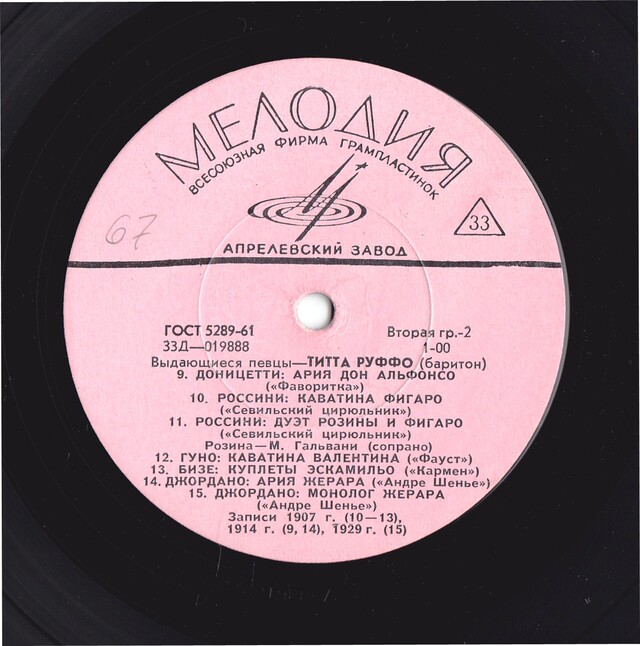 МЕЛОДИЯ
ВСЕСОЮЗНАЯ ФИРМА ГРАМПЛАСТИНОК
33
67
АПРЕЛЕВСКИЙ ЗАВОД
ГОСТ 5289-61 Вторая гр.-2
33Д—019888 1-00
Выдающиеся певцы—ТИТТА РУФФО (баритон)
9. ДОНИЦЕТТИ: АРИЯ ДОН АЛЬФОНСО
(«Фаворитка»)
10. РОССИНИ: КАВАТИНА ФИГАРО
(«Севильский цирюльник»)
11. РОССИНИ: ДУЭТ РОЗИНЫ И ФИГАРО
(«Севильский цирюльник»)
Розина—М. Гальвани (сопрано)
12. ГУНО: КАВАТИНА ВАЛЕНТИНА («Фауст»)
13. БИЗЕ: КУПЛЕТЫ ЭСКАМИЛЬО («Кармен»)
14. ДЖОРДАНО: АРИЯ ЖЕРАРА («Андре Шенье»)
15. ДЖОРДАНО: МОНОЛОГ ЖЕРАРА
(«Андре Шенье»)
Записи 1907 г. (10—13),
1914 г. (9, 14), 1929 г. (15)